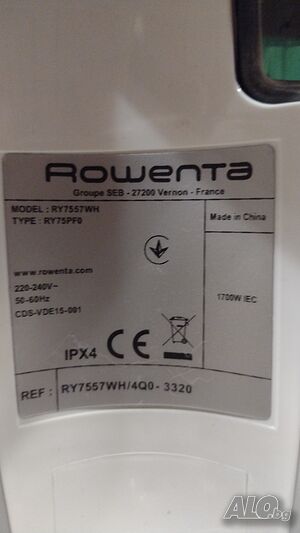 Rowenta
Groupe SEB - 27200 Vernon - France
MODEL : RY7557WH
TYPE : RY75PF0
Made in China
www.rowenta.com
220-240V~
50-60Hz
CDS-VDE15-001
1700W IEC
IPX4 CE
REF : RY7557WH/4Q0 - 3320
ALO.bg